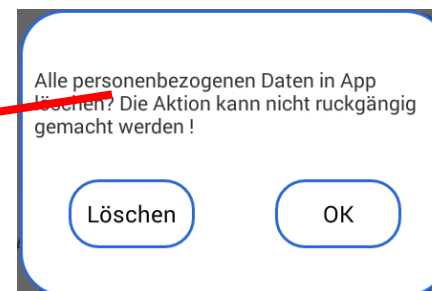 Alle personenbezogenen Daten in App
löschen? Die Aktion kann nicht ruckgängig
gemacht werden !
Löschen OK